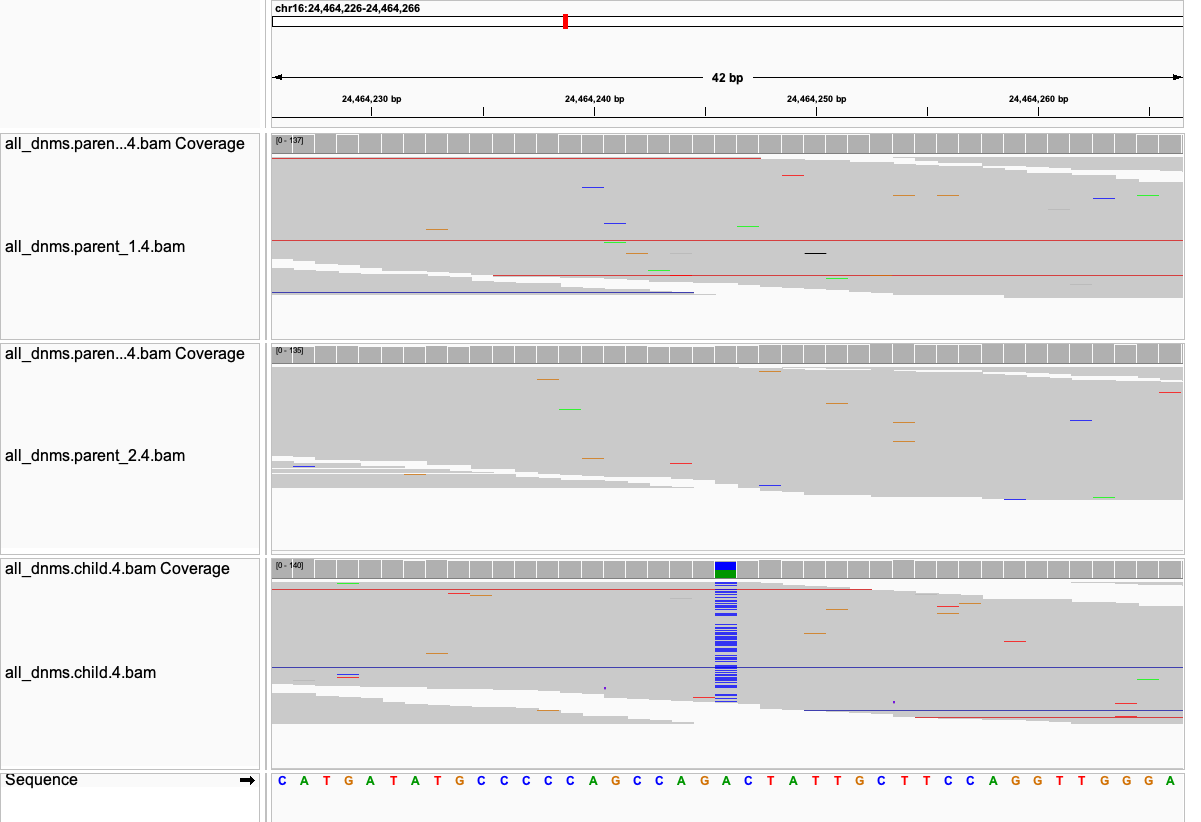 chr16:24,464,226-24,464,266
42 bp
24,464,230 bp 24,464,240 bp 24,464,250 bp 24,464,260 bp
all_dnms.paren...4.bam Coverage
[0 - 137]
all_dnms.parent_1.4.bam
all_dnms.paren...4.bam Coverage
[0 - 135]
all_dnms.parent_2.4.bam
all_dnms.child.4.bam Coverage
[0 - 140]
all_dnms.child.4.bam
Sequence C A T G A T A T G C C C C C A G C C A G A C T A T T G C T T C C A G G T T G G G A